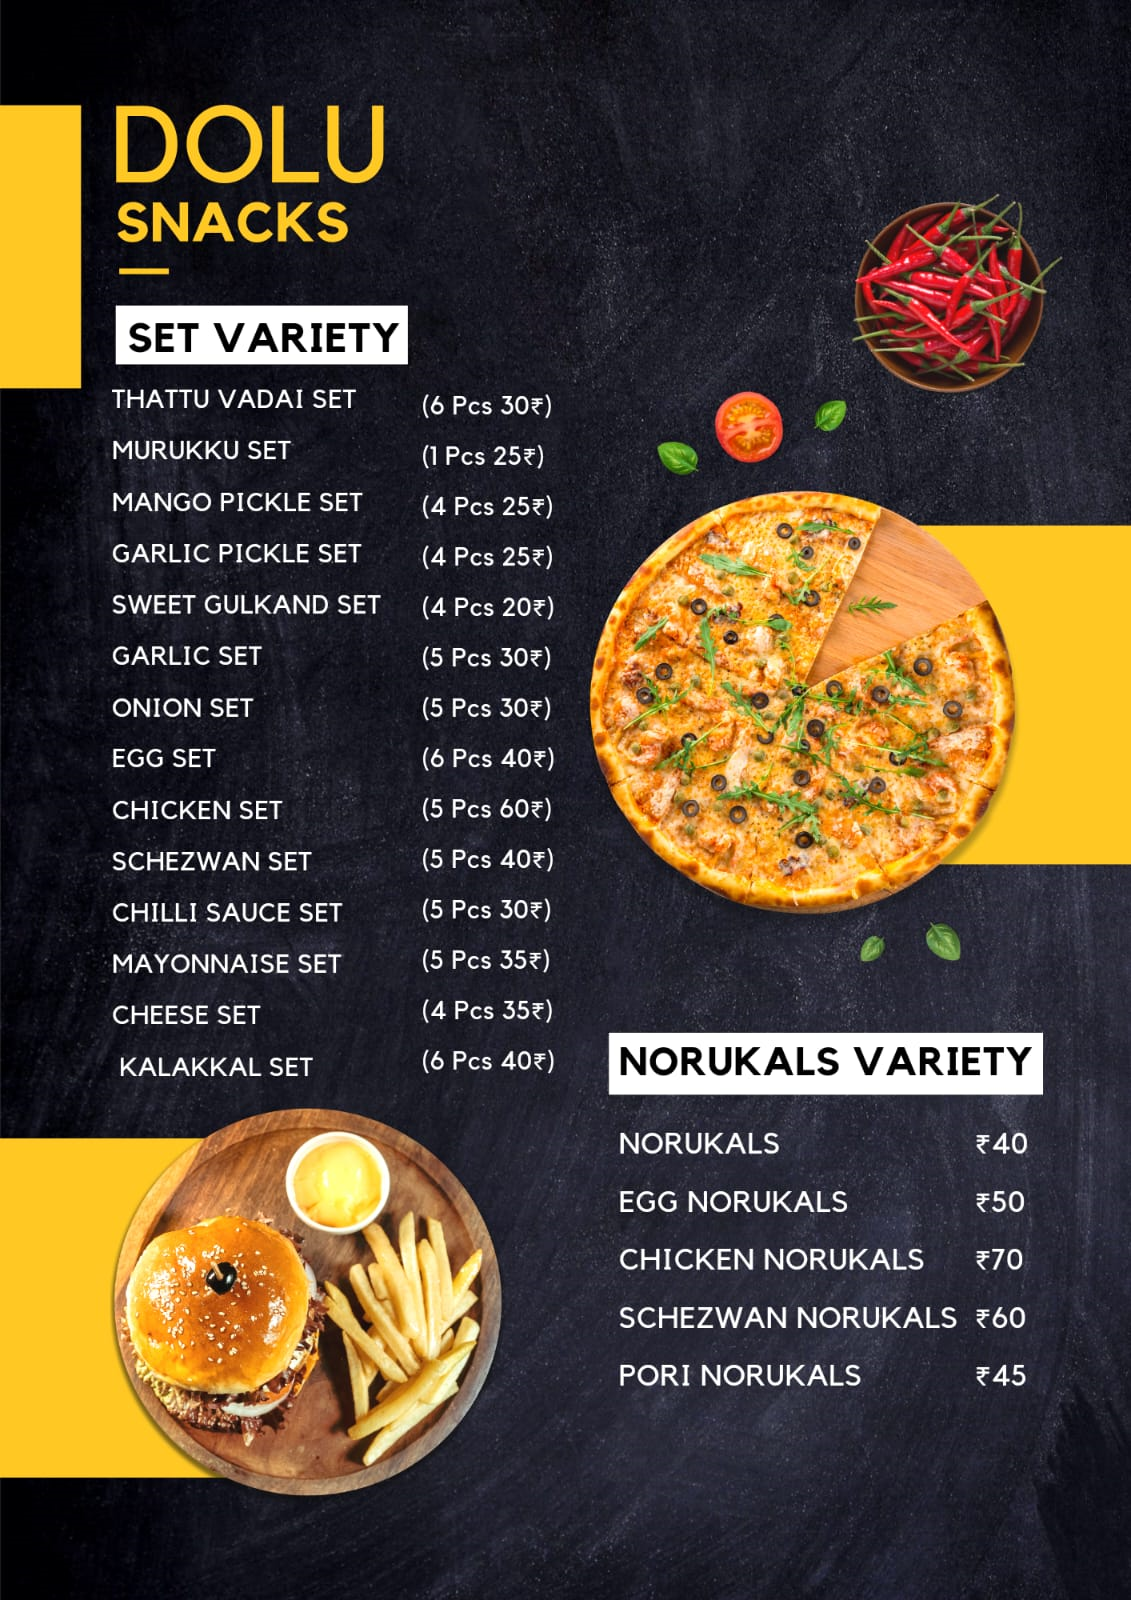 DOLU
SNACKS
SET VARIETY
THATTU VADAI SET (6 Pcs 30₹)
MURUKKU SET (1 Pcs 25₹)
MANGO PICKLE SET (4 Pcs 25₹)
GARLIC PICKLE SET (4 Pcs 25₹)
SWEET GULKAND SET (4 Pcs 20₹)
GARLIC SET (5 Pcs 30₹)
ONION SET (5 Pcs 30₹)
EGG SET (6 Pcs 40₹)
CHICKEN SET (5 Pcs 60₹)
SCHEZWAN SET (5 Pcs 40₹)
CHILLI SAUCE SET (5 Pcs 30₹)
MAYONNAISE SET (5 Pcs 35₹)
CHEESE SET (4 Pcs 35₹)
KALAKKAL SET (6 Pcs 40₹)
NORUKALS VARIETY
NORUKALS ₹40
EGG NORUKALS ₹50
CHICKEN NORUKALS ₹70
SCHEZWAN NORUKALS ₹60
PORI NORUKALS ₹45